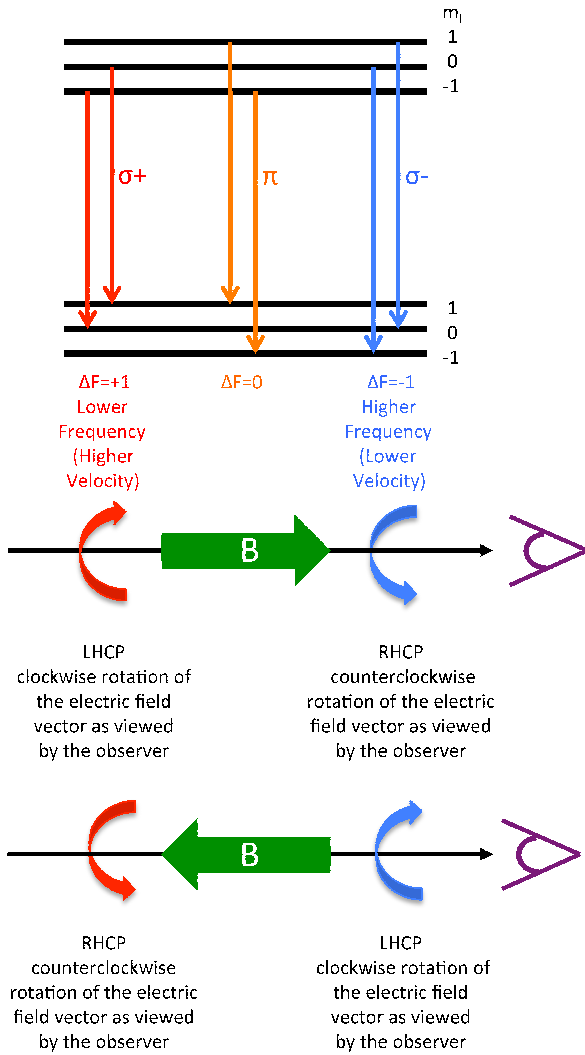 mₗ
1
0
-1
σ+
π
σ-
1
0
-1
ΔF=+1
Lower
Frequency
(Higher
Velocity)
ΔF=0
ΔF=-1
Higher
Frequency
(Lower
Velocity)
B
LHCP
clockwise rotation of
the electric field
vector as viewed
by the observer
RHCP
counterclockwise
rotation of the electric
field vector as viewed
by the observer
B
RHCP
counterclockwise
rotation of the electric
field vector as viewed
by the observer
LHCP
clockwise rotation of
the electric field
vector as viewed
by the observer